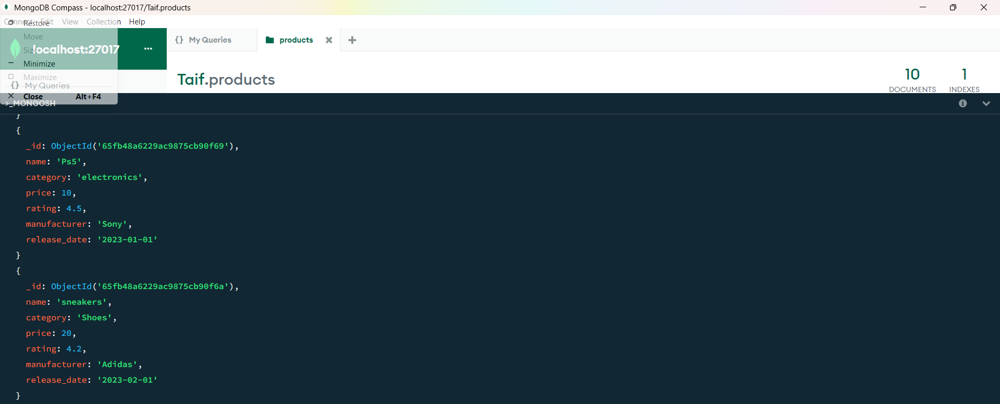 MongoDB Compass - localhost:27017/Taif.products
Connect Edit View Collection Help
Restore
Move
Size
Minimize
Maximize
Close Alt+F4
localhost:27017 ...
{} My Queries
{} My Queries
products
Taif.products
10
DOCUMENTS
1
INDEXES
>_MONGOSH
}
{
_id: ObjectId('65fb48a6229ac9875cb90f69'),
name: 'Ps5',
category: 'electronics',
price: 10,
rating: 4.5,
manufacturer: 'Sony',
release_date: '2023-01-01'
}
{
_id: ObjectId('65fb48a6229ac9875cb90f6a'),
name: 'sneakers',
category: 'Shoes',
price: 20,
rating: 4.2,
manufacturer: 'Adidas',
release_date: '2023-02-01'
}